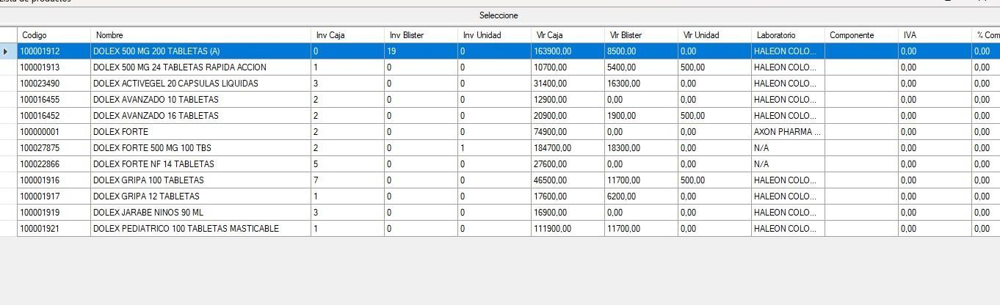 Lista de productos
Seleccione
Codigo Nombre Inv Caja Inv Blister Inv Unidad Vlr Caja Vlr Blister Vlr Unidad Laboratorio Componente IVA % Com
100001912 DOLEX 500 MG 200 TABLETAS (A) 0 19 0 163900,00 8500,00 0,00 HALEON COLO... 0,00 0,00
100001913 DOLEX 500 MG 24 TABLETAS RAPIDA ACCION 1 0 0 10700,00 5400,00 500,00 HALEON COLO... 0,00 0,00
100023490 DOLEX ACTIVEGEL 20 CAPSULAS LIQUIDAS 3 0 0 31400,00 16300,00 0,00 HALEON COLO... 0,00 0,00
100016455 DOLEX AVANZADO 10 TABLETAS 2 0 0 12900,00 0,00 0,00 HALEON COLO... 0,00 0,00
100016452 DOLEX AVANZADO 16 TABLETAS 2 0 0 20900,00 1900,00 500,00 HALEON COLO... 0,00 0,00
100000001 DOLEX FORTE 2 0 0 74900,00 0,00 0,00 AXON PHARMA ... 0,00 0,00
100027875 DOLEX FORTE 500 MG 100 TBS 2 0 1 184700,00 18300,00 0,00 N/A 0,00 0,00
100022866 DOLEX FORTE NF 14 TABLETAS 5 0 0 27600,00 0,00 0,00 N/A 0,00 0,00
100001916 DOLEX GRIPA 100 TABLETAS 7 0 0 46500,00 11700,00 500,00 HALEON COLO... 0,00 0,00
100001917 DOLEX GRIPA 12 TABLETAS 1 0 0 17600,00 6200,00 0,00 HALEON COLO... 0,00 0,00
100001919 DOLEX JARABE NINOS 90 ML 3 0 0 16900,00 0,00 0,00 HALEON COLO... 0,00 0,00
100001921 DOLEX PEDIATRICO 100 TABLETAS MASTICABLE 1 0 0 111900,00 11700,00 0,00 HALEON COLO... 0,00 0,00